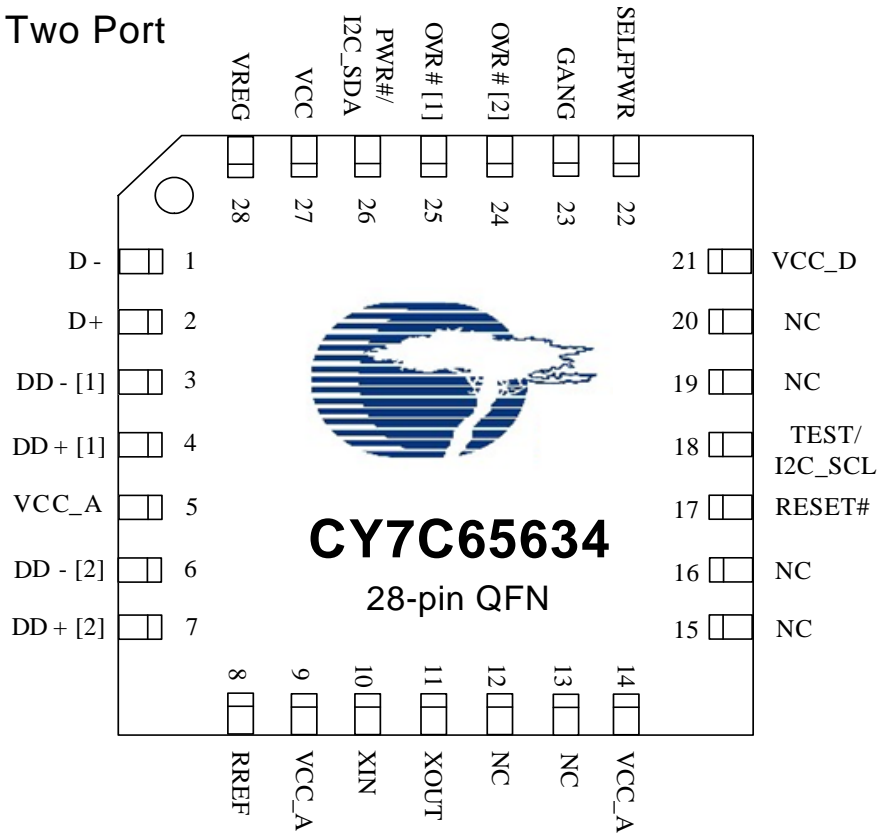 Two Port
VREG
VCC
PWR#/
I2C_SDA
OVR# [1]
OVR# [2]
GANG
SELFPWR
28
27
26
25
24
23
22
D - 1
D+ 2
DD - [1] 3
DD + [1] 4
VCC_A 5
DD - [2] 6
DD + [2] 7
21 VCC_D
20 NC
19 NC
18 TEST/
I2C_SCL
17 RESET#
16 NC
15 NC
CY7C65634
28-pin QFN
8
9
10
11
12
13
14
RREF
VCC_A
XIN
XOUT
NC
NC
VCC_A